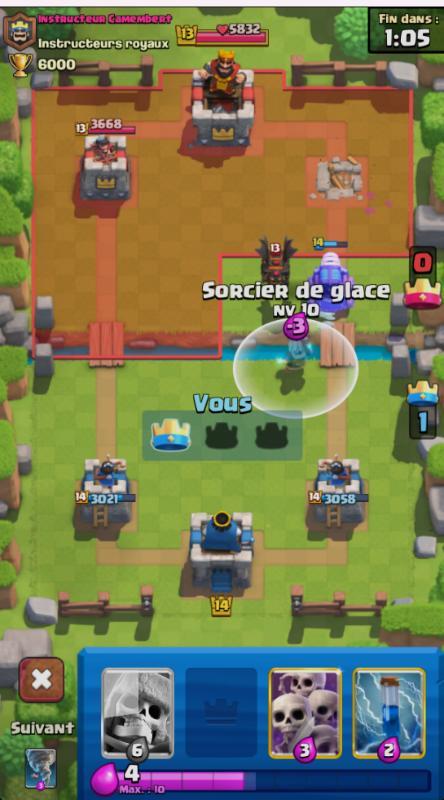 Instructeur Camembert
Instructeurs royaux
6000
13 5832
Fin dans :
1:05
13 3668
13
14
0
Sorcier de glace
NV 10
-3
Vous
1
14 3021
14 3058
14
Suivant
3
6
3
2
4
Max. : 10